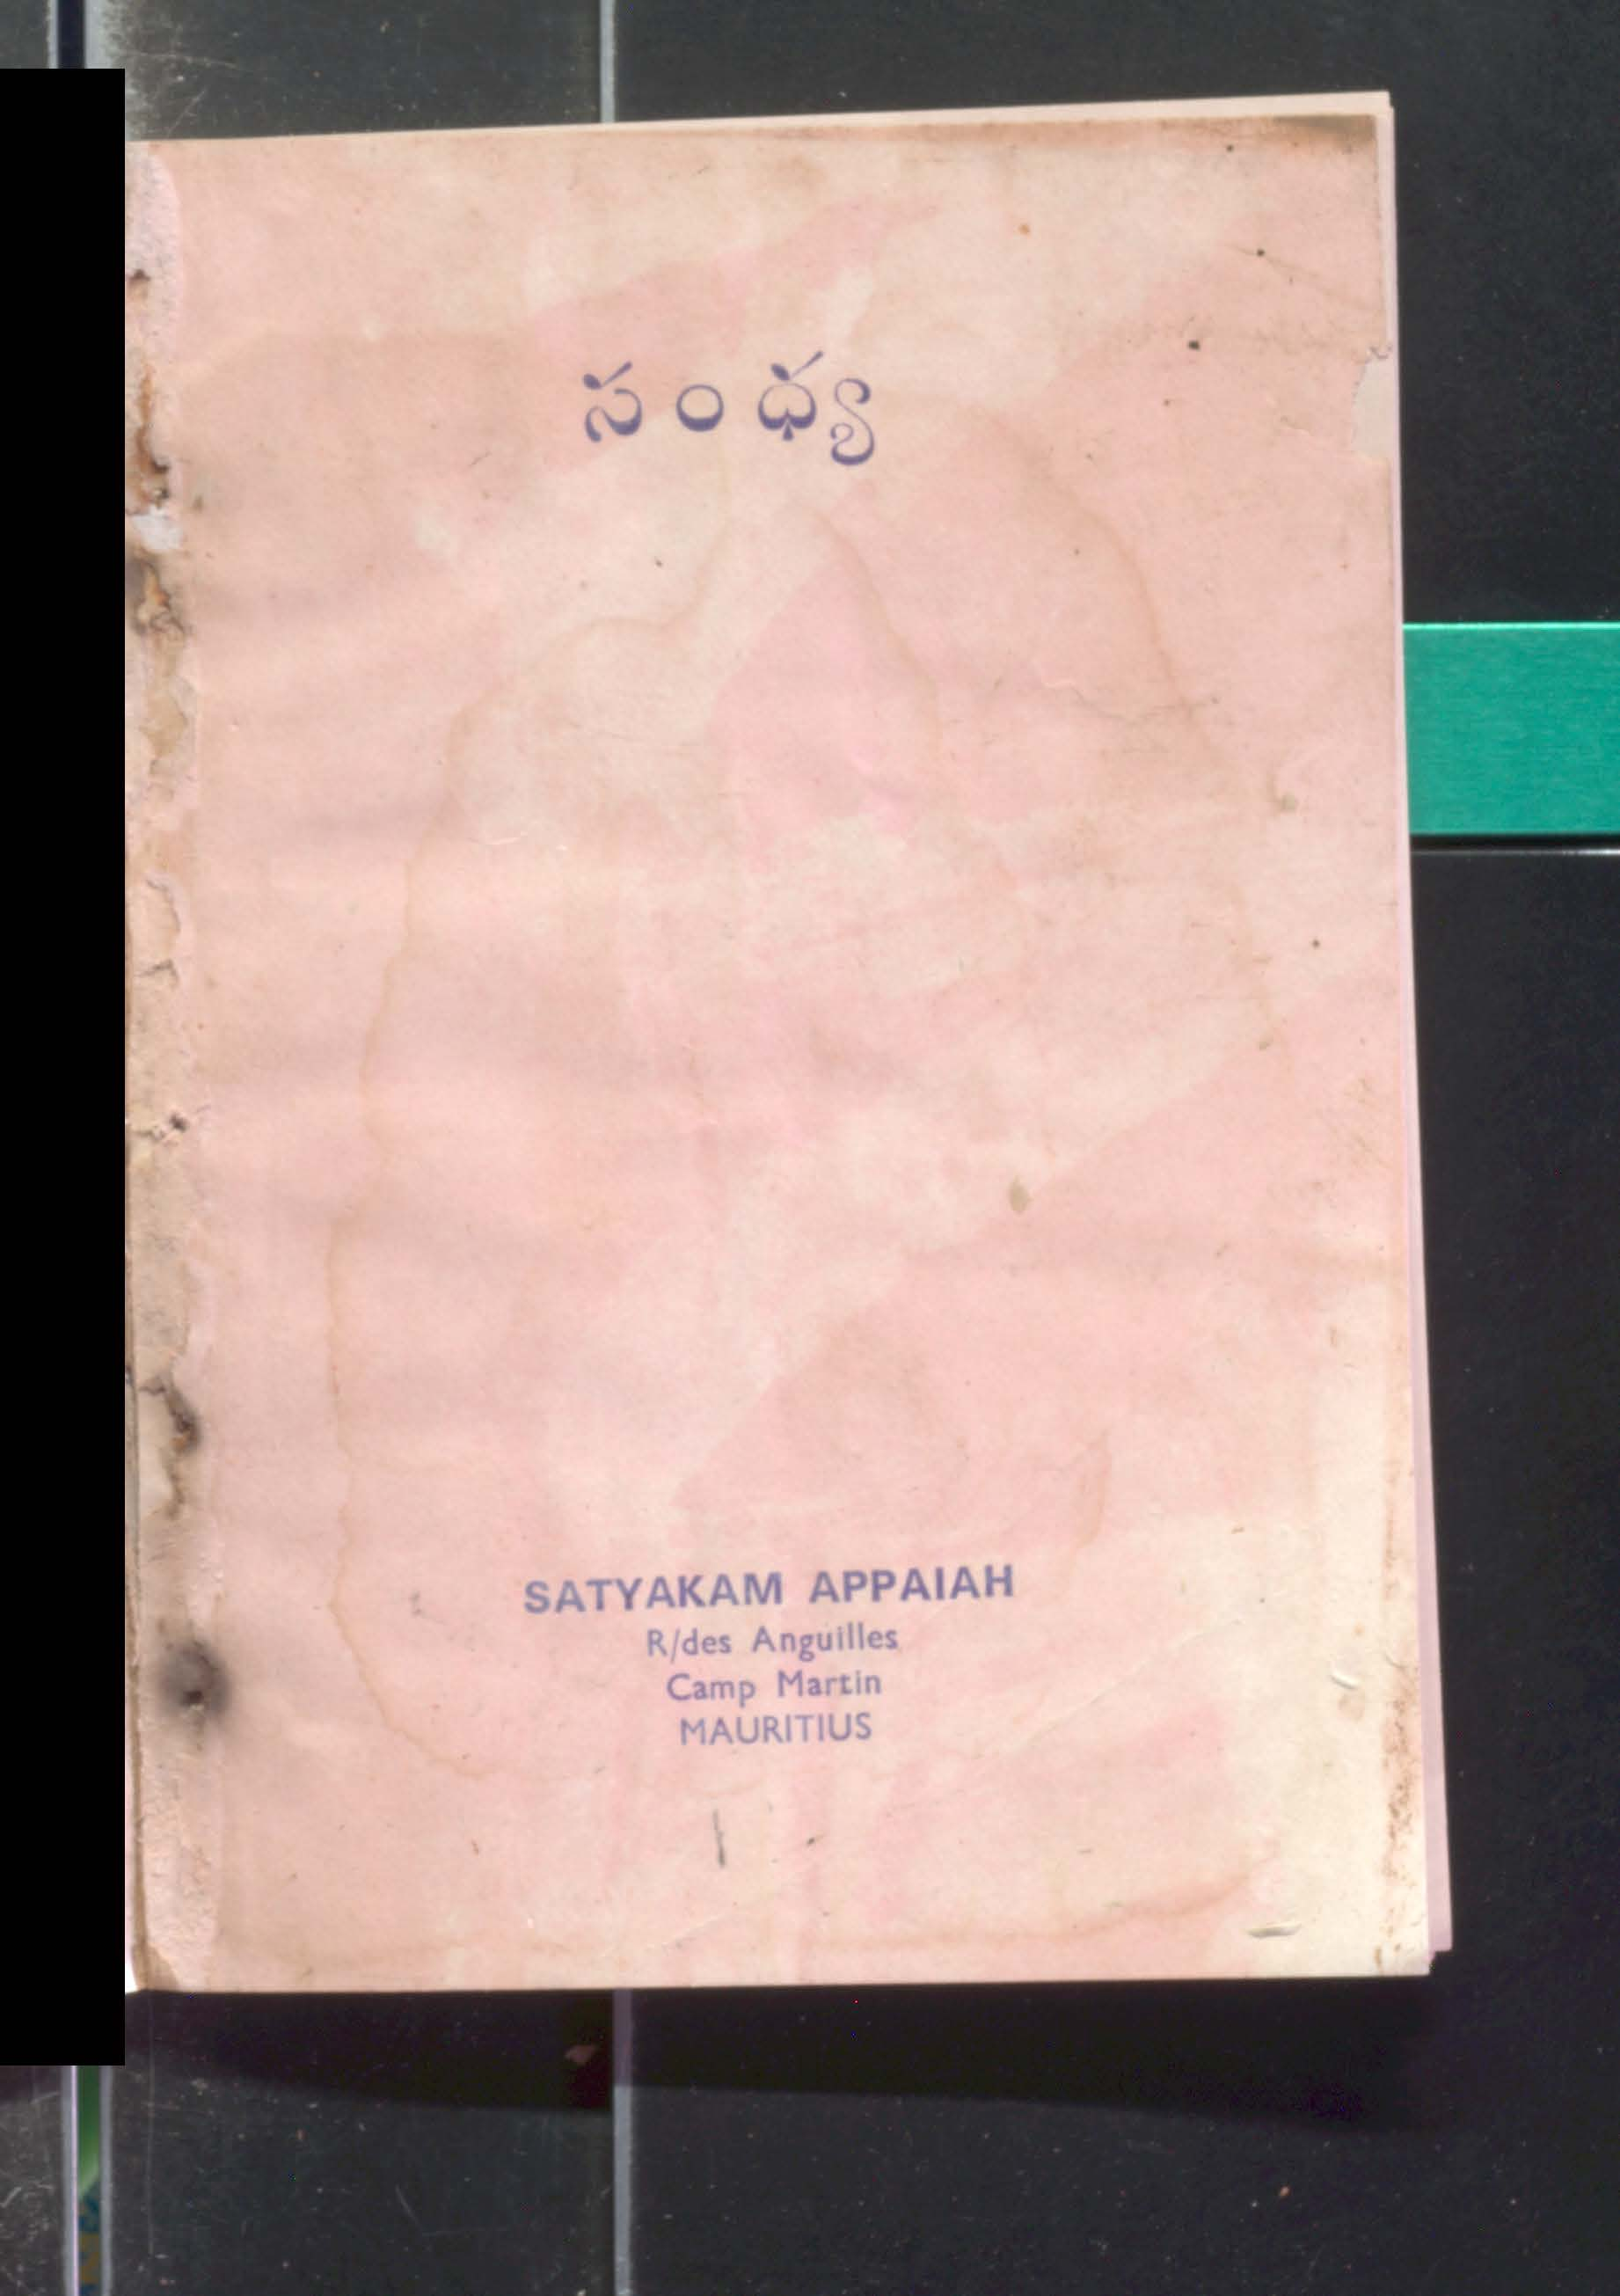 సంధ్య
SATYAKAM APPAIAH
R/des Anguilles
Camp Martin
MAURITIUS